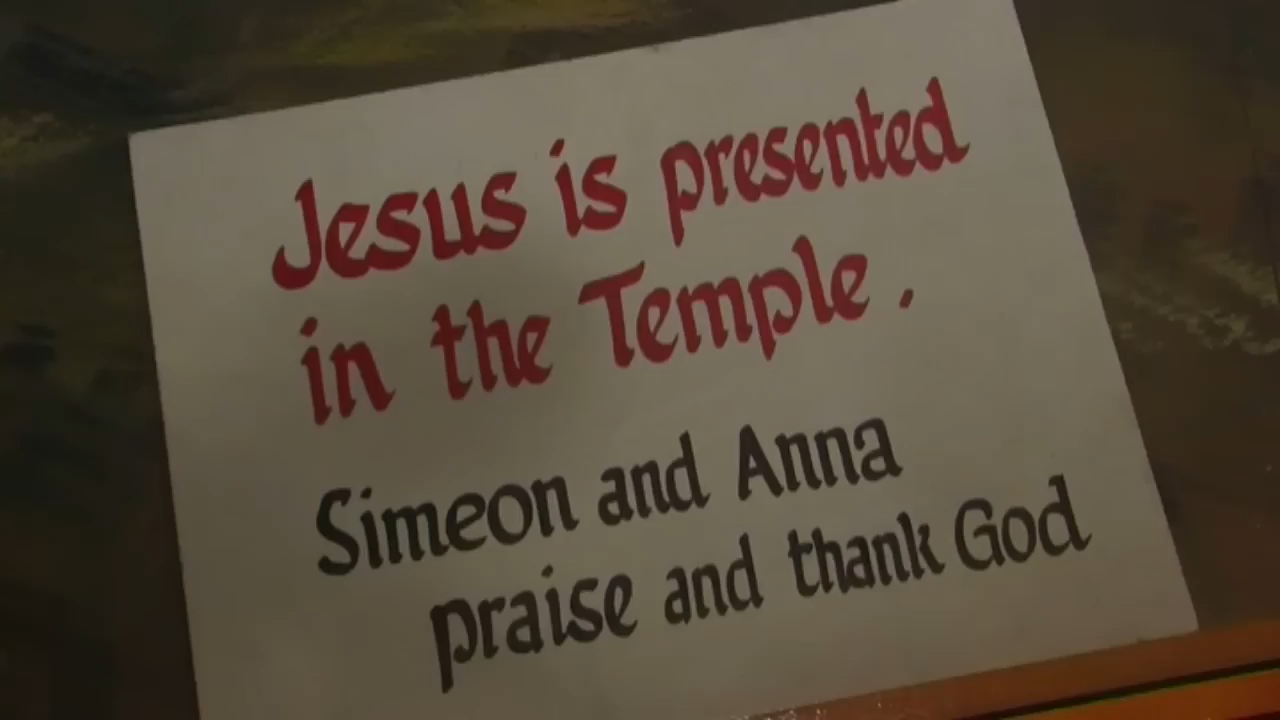 Jesus is presented
in the Temple.
Simeon and Anna
praise and thank God